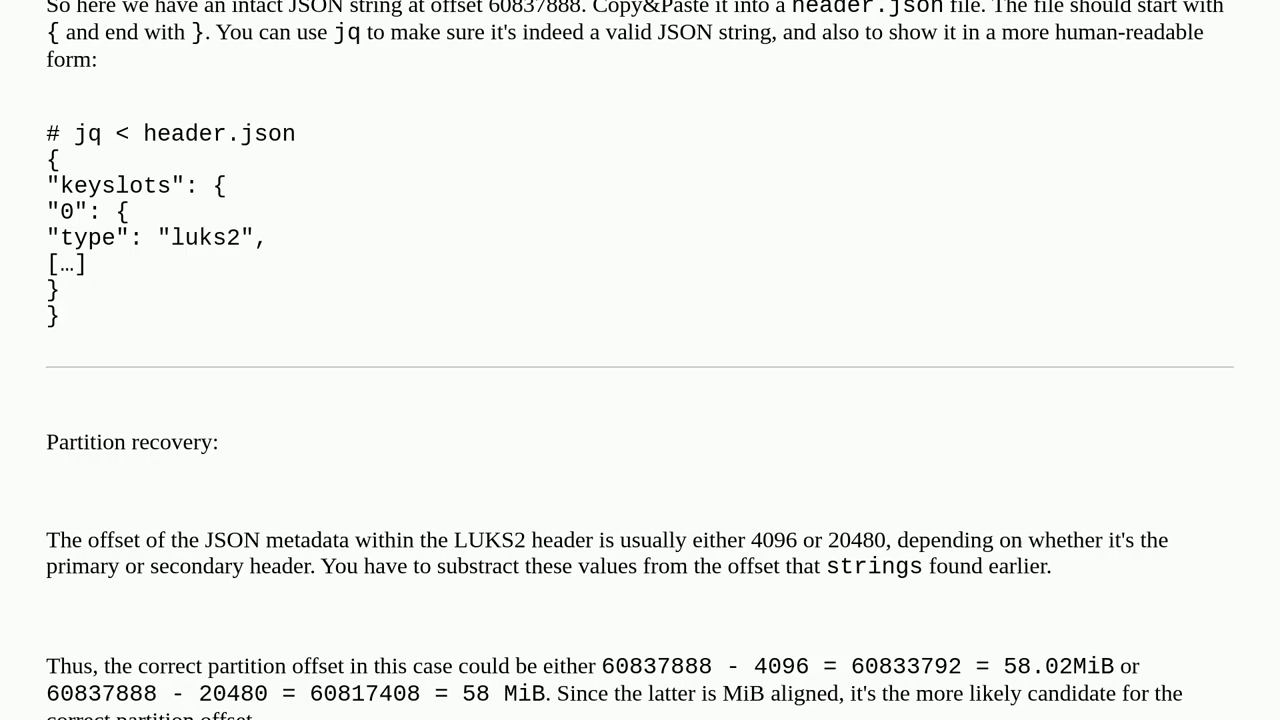 So here we have an intact JSON string at offset 60837888. Copy&Paste it into a header.json file. The file should start with
{ and end with }. You can use jq to make sure it's indeed a valid JSON string, and also to show it in a more human-readable
form:
# jq < header.json
{
"keyslots": {
"0": {
"type": "luks2",
[…]
}
}
Partition recovery:
The offset of the JSON metadata within the LUKS2 header is usually either 4096 or 20480, depending on whether it's the
primary or secondary header. You have to substract these values from the offset that strings found earlier.
Thus, the correct partition offset in this case could be either 60837888 - 4096 = 60833792 = 58.02MiB or
60837888 - 20480 = 60817408 = 58 MiB. Since the latter is MiB aligned, it's the more likely candidate for the
correct partition offset.